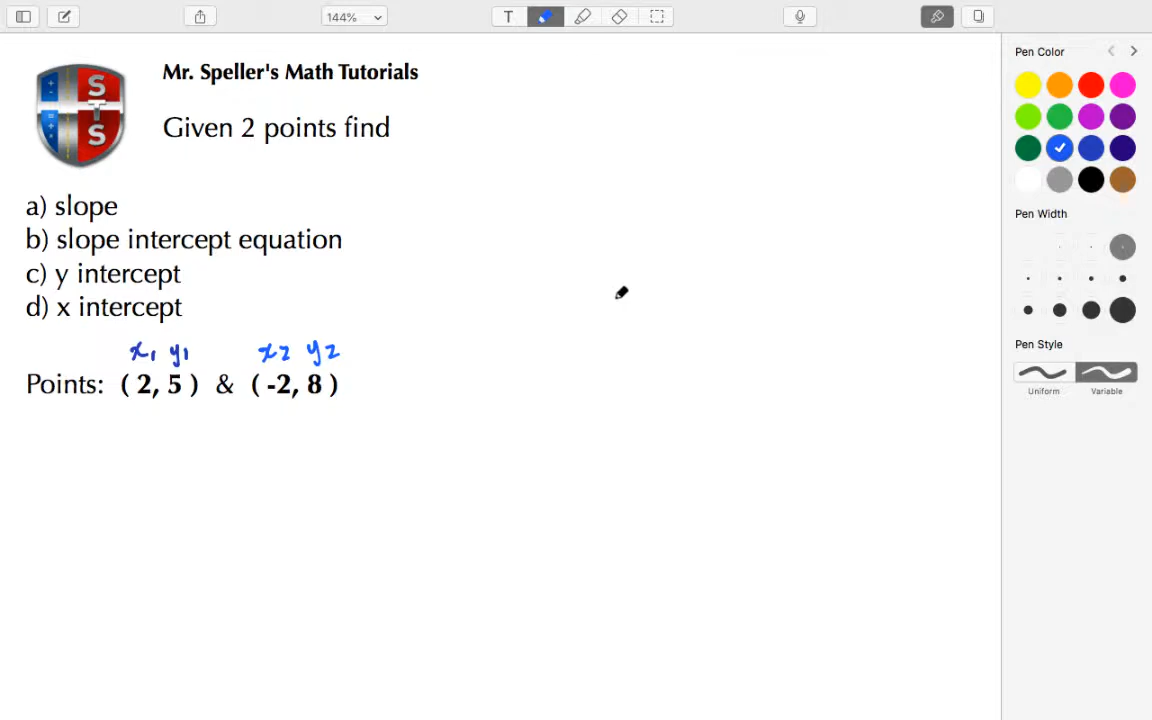 144%
T
Pen Color
Mr. Speller's Math Tutorials
S
T
S
Given 2 points find
a) slope
b) slope intercept equation
c) y intercept
d) x intercept
x1 y1 x2 y2
Points: ( 2, 5 ) & ( -2, 8 )
Pen Width
Pen Style
Uniform
Variable